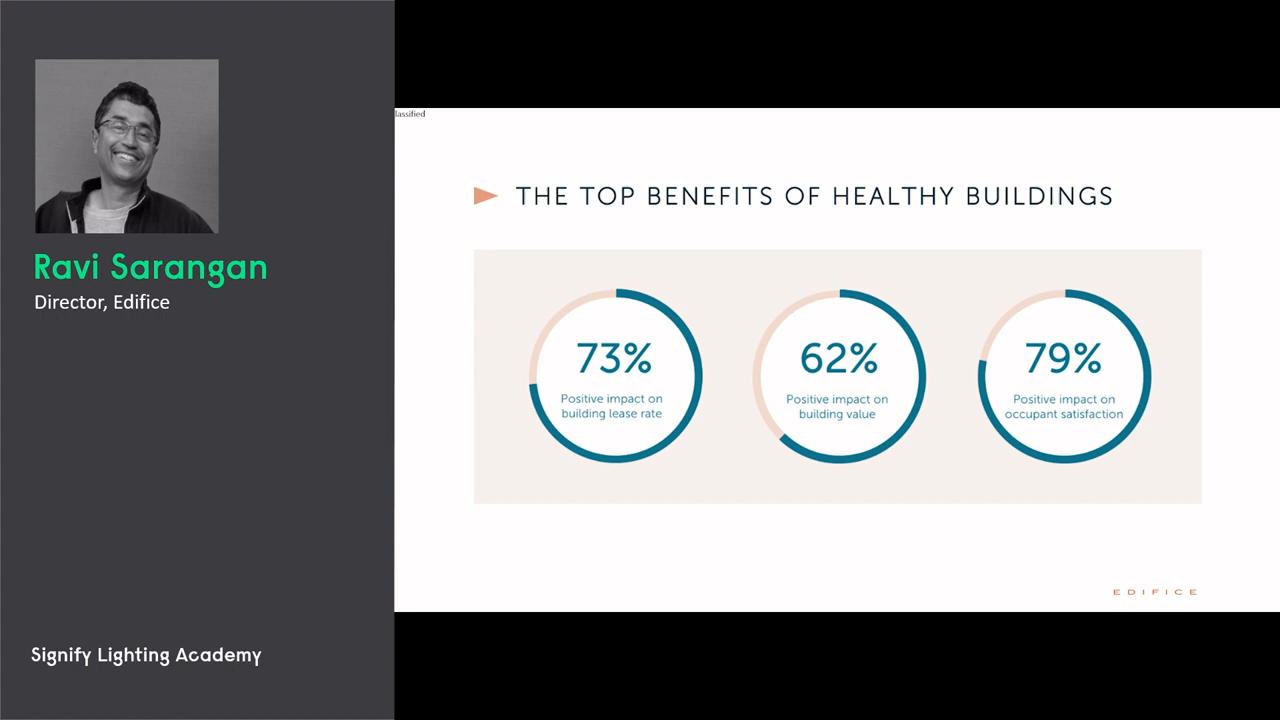 Ravi Sarangan
Director, Edifice
Signify Lighting Academy
lassified
THE TOP BENEFITS OF HEALTHY BUILDINGS
73%
Positive impact on
building lease rate
62%
Positive impact on
building value
79%
Positive impact on
occupant satisfaction
EDIFICE